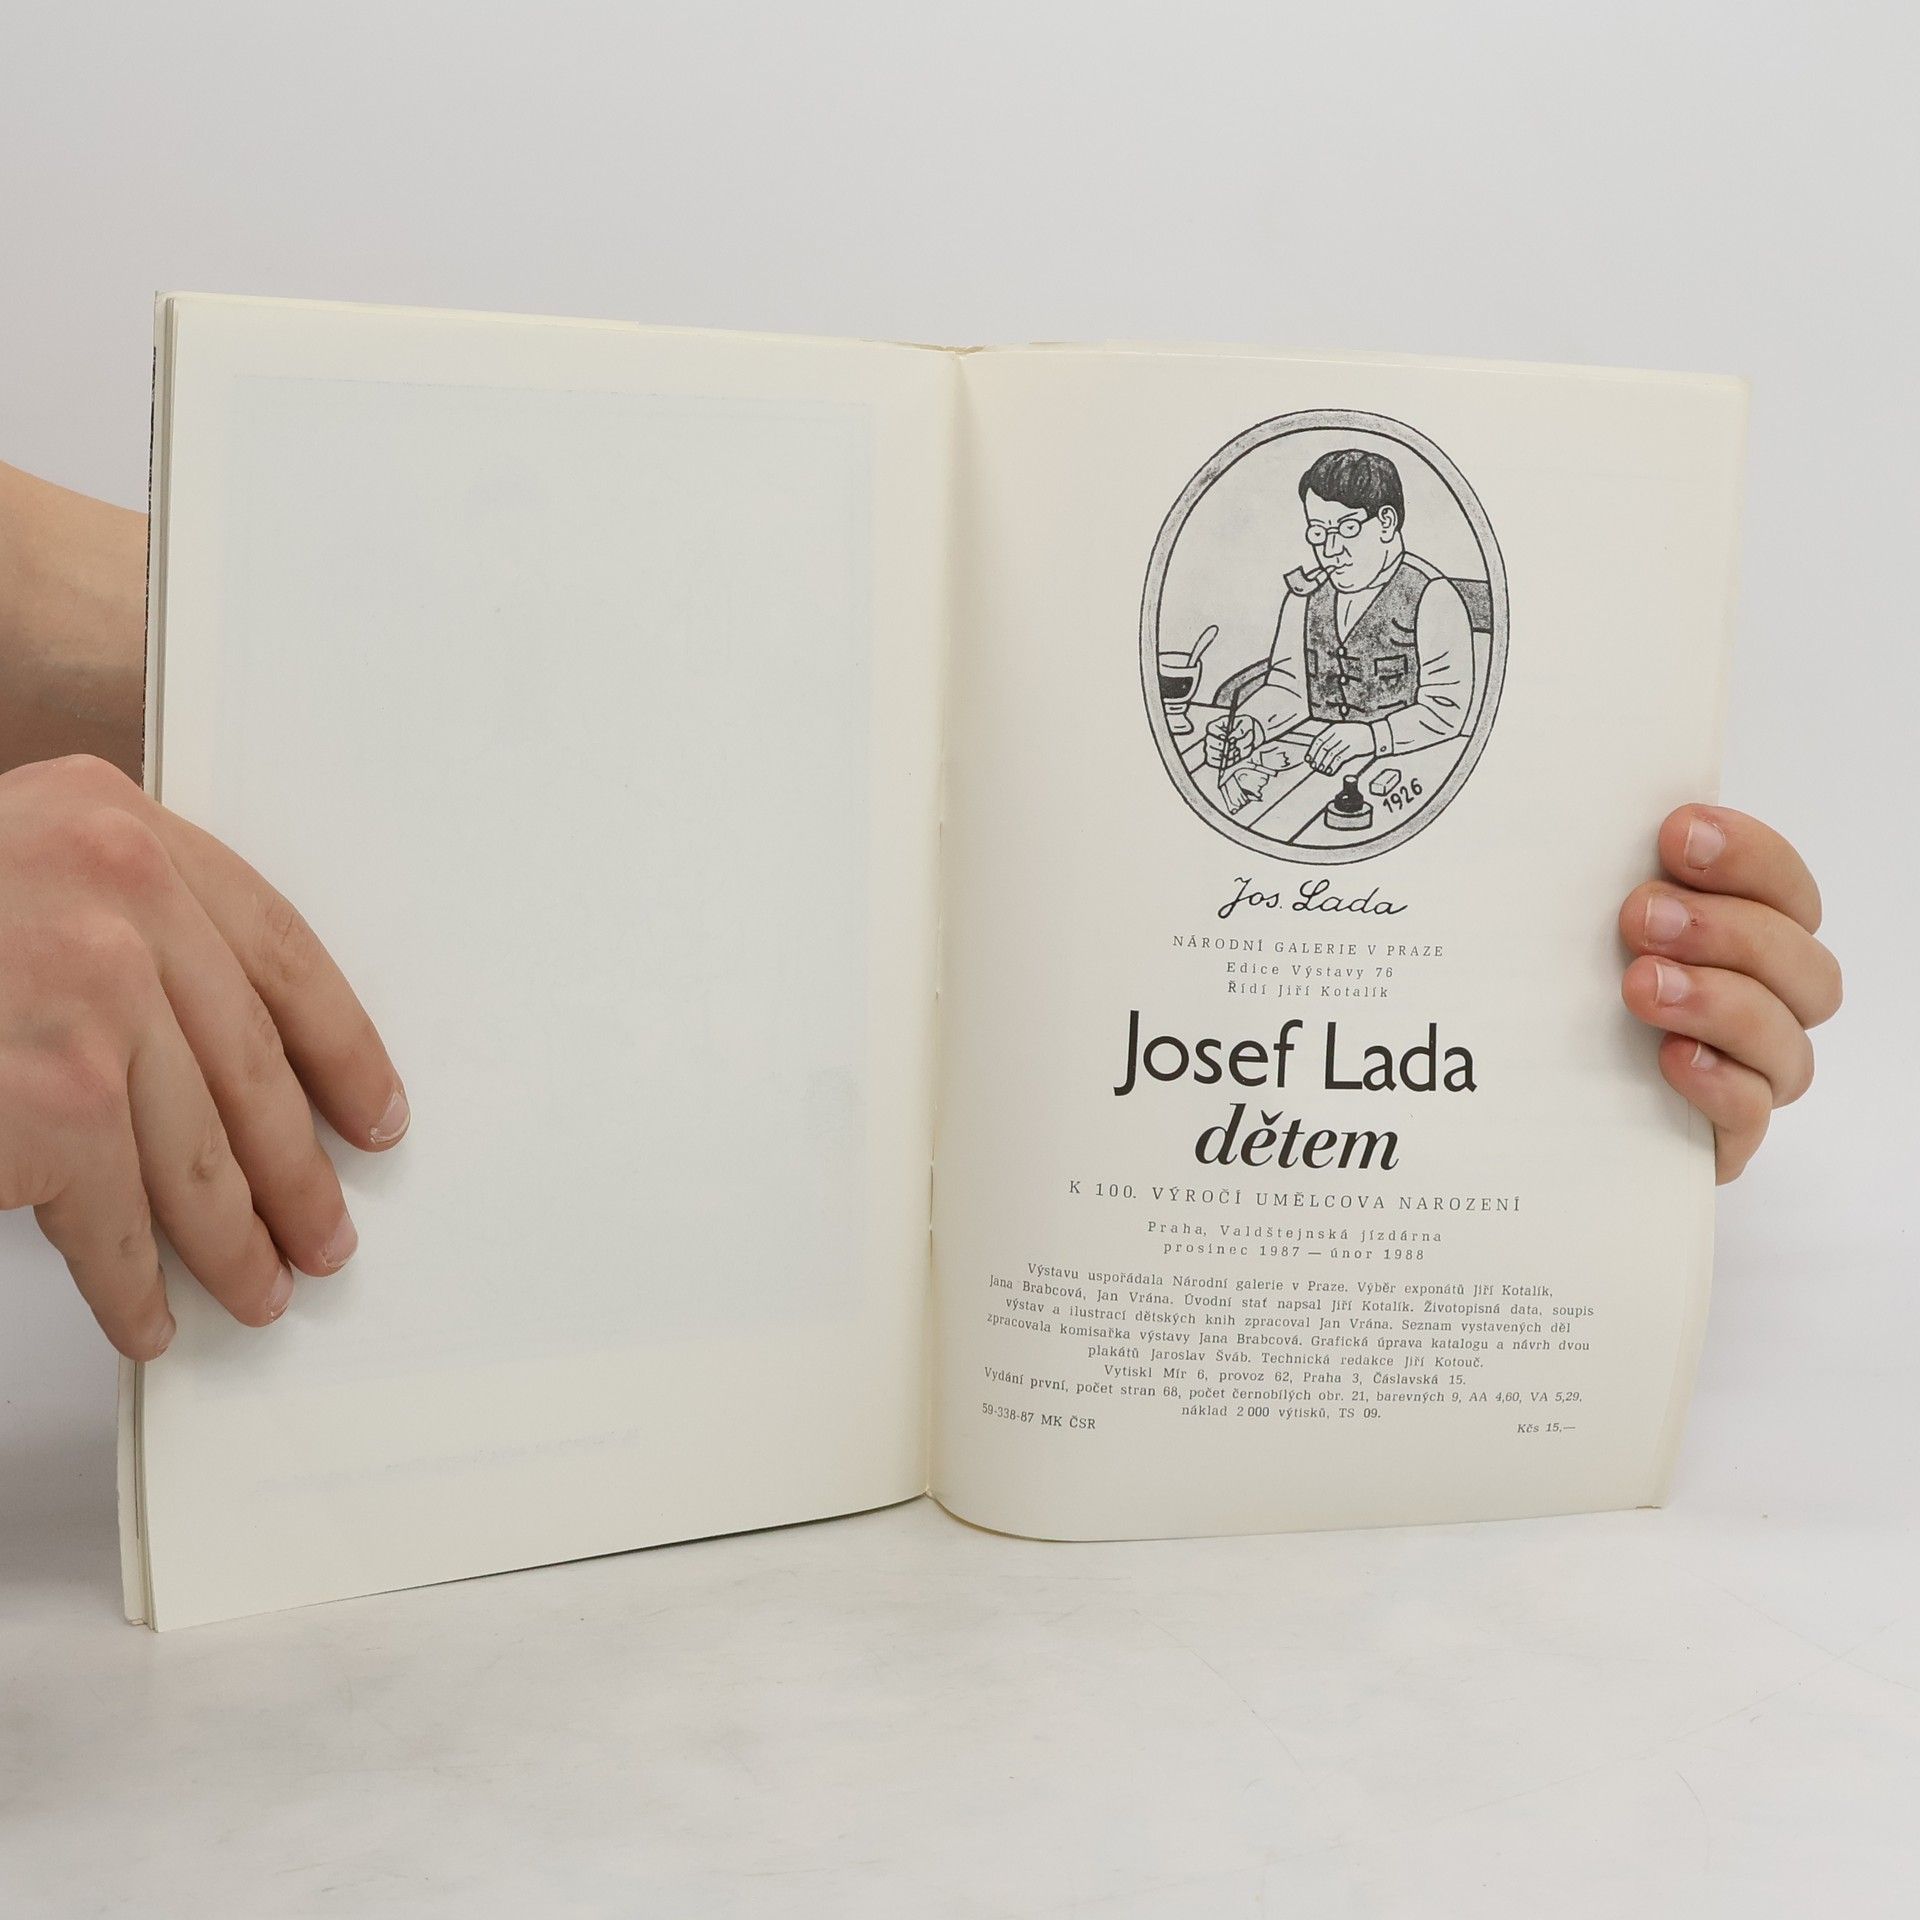 1926
Jos. Lada
NÁRODNÍ GALERIE V PRAZE
Edice Výstavy 76
Řídí Jiří Kotalík
Josef Lada
dětem
K 100. VÝROČÍ UMĚLCOVA NAROZENÍ
Praha, Valdštejnská jízdárna
prosinec 1987 — únor 1988
Výstavu uspořádala Národní galerie v Praze. Výběr exponátů Jiří Kotalík,
Jana Brabcová, Jan Vrána. Úvodní stať napsal Jiří Kotalík. Životopisná data, soupis
výstav a ilustrací dětských knih zpracoval Jan Vrána. Seznam vystavených děl
zpracovala komisařka výstavy Jana Brabcová. Grafická úprava katalogu a návrh dvou
plakátů Jaroslav Šváb. Technická redakce Jiří Kotouč.
Vytiskl Mír 6, provoz 62, Praha 3, Čáslavská 15.
Vydání první, počet stran 68, počet černobílých obr. 21, barevných 9, AA 4,60, VA 5,29,
náklad 2 000 výtisků, TS 09.
59-338-87 MK ČSR
Kčs 15,—